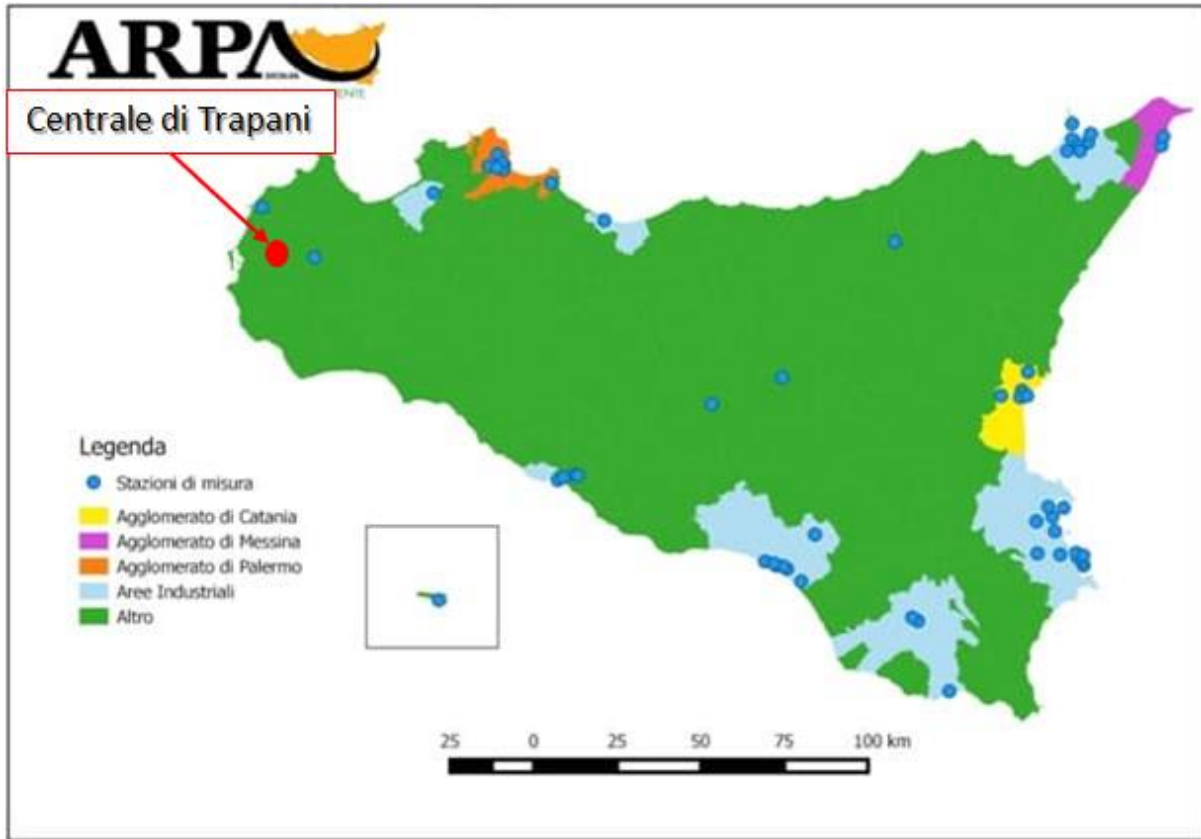 ARPA
SICILIA
Centrale di Trapani
Legenda
Stazioni di misura
Agglomerato di Catania
Agglomerato di Messina
Agglomerato di Palermo
Aree Industriali
Altro
25 0 25 50 75 100 km